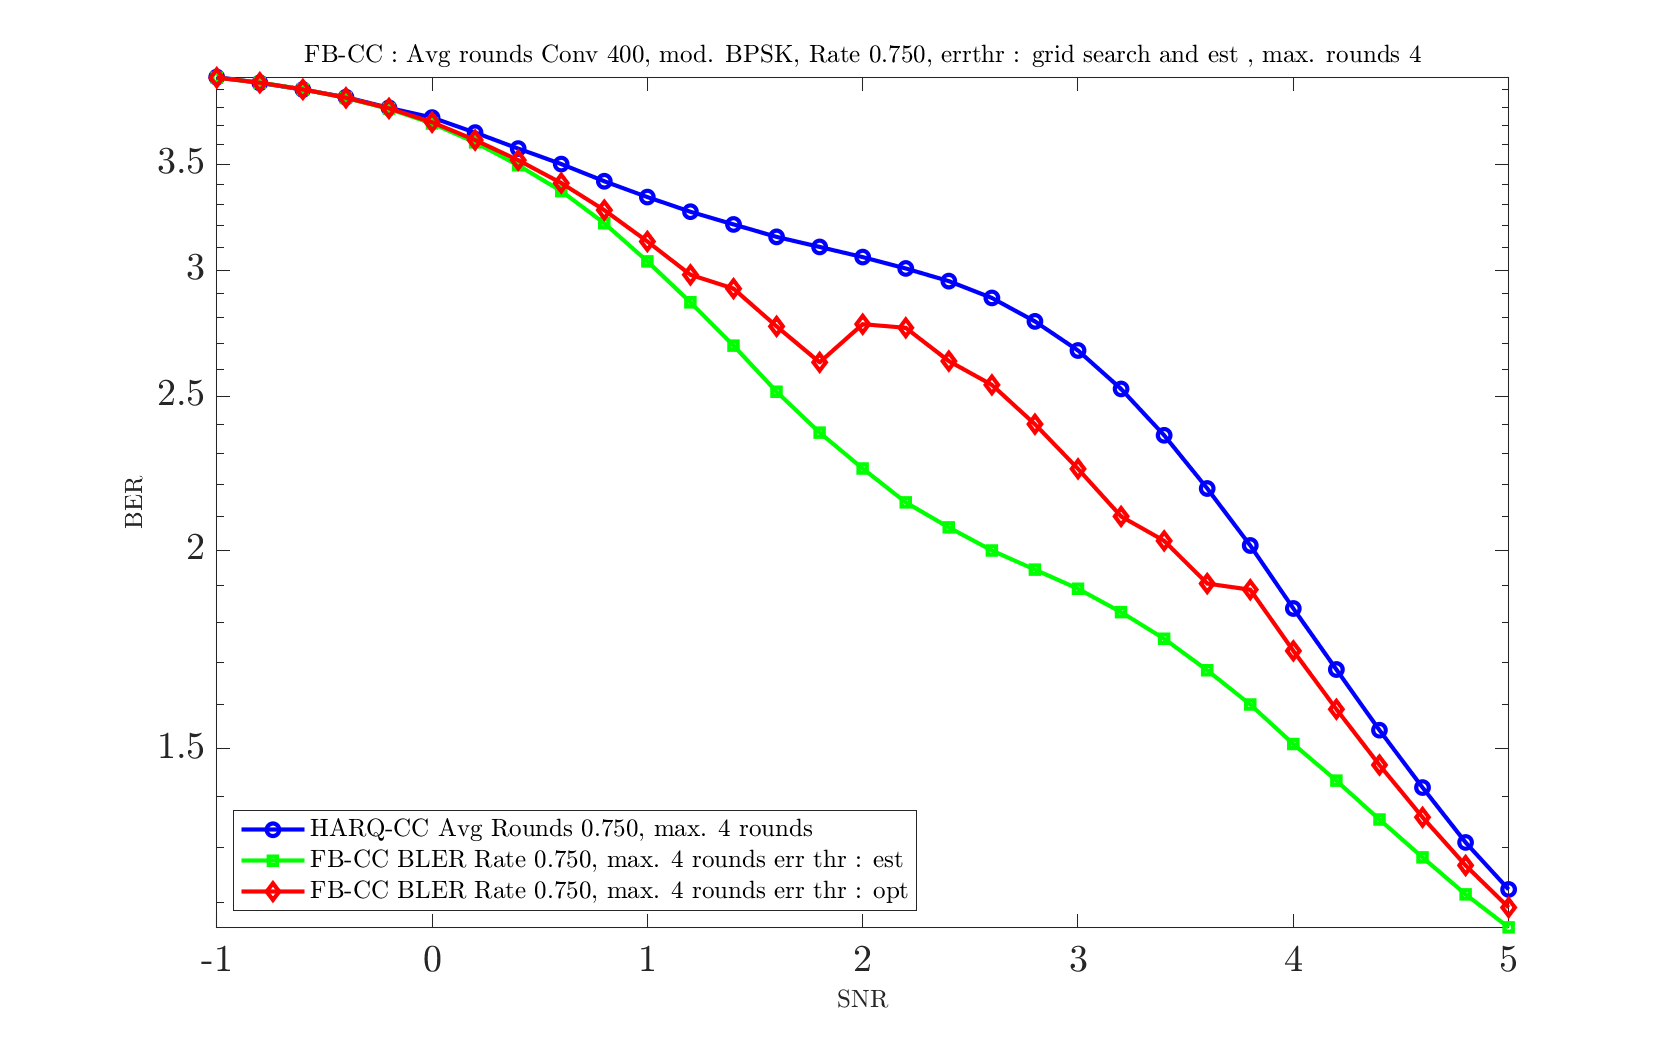 FB-CC : Avg rounds Conv 400, mod. BPSK, Rate 0.750, errthr : grid search and est , max. rounds 4
3.5
3
2.5
2
1.5
BER
HARQ-CC Avg Rounds 0.750, max. 4 rounds
FB-CC BLER Rate 0.750, max. 4 rounds err thr : est
FB-CC BLER Rate 0.750, max. 4 rounds err thr : opt
-1 0 1 2 3 4 5
SNR